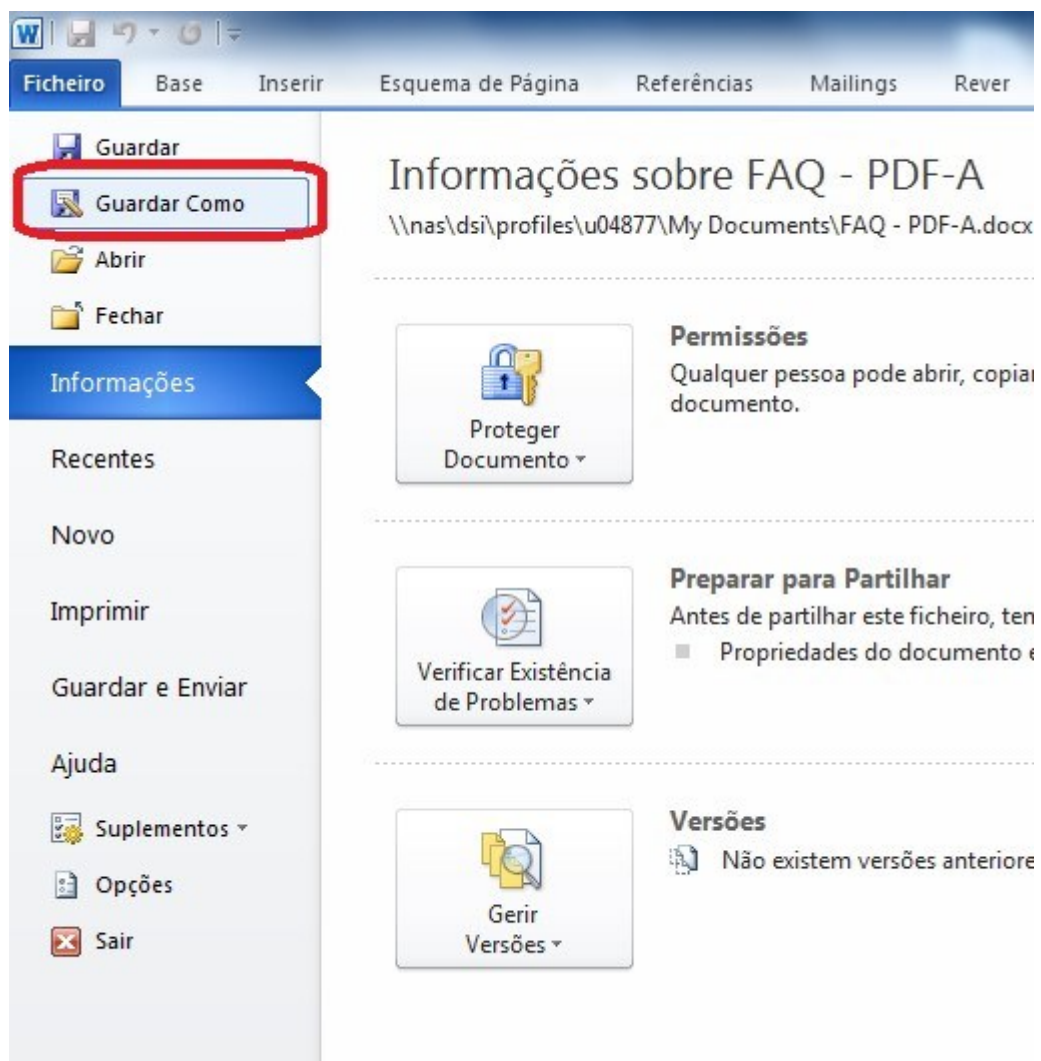 Ficheiro Base Inserir Esquema de Página Referências Mailings Rever
Guardar
Guardar Como
Abrir
Fechar
Informações
Recentes
Novo
Imprimir
Guardar e Enviar
Ajuda
Suplementos
Opções
Sair
Informações sobre FAQ - PDF-A
\\nas\dsi\profiles\u04877\My Documents\FAQ - PDF-A.docx
Proteger
Documento
Permissões
Qualquer pessoa pode abrir, copiar
documento.
Verificar Existência
de Problemas
Preparar para Partilhar
Antes de partilhar este ficheiro, ten
Propriedades do documento e
Gerir
Versões
Versões
Não existem versões anteriore